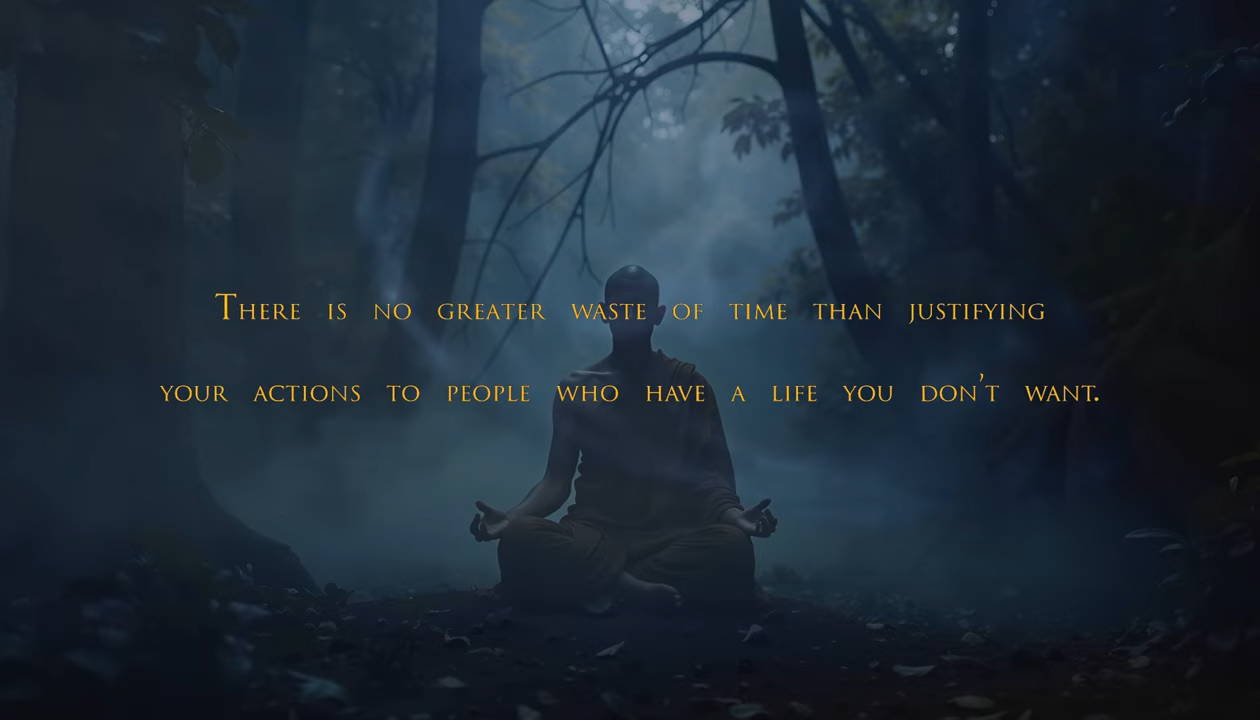 There is no greater waste of time than justifying
your actions to people who have a life you don't want.